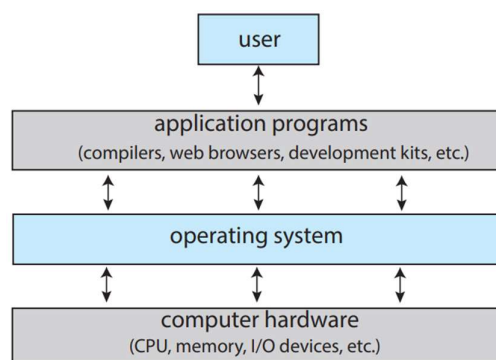 user
application programs
(compilers, web browsers, development kits, etc.)
operating system
computer hardware
(CPU, memory, I/O devices, etc.)